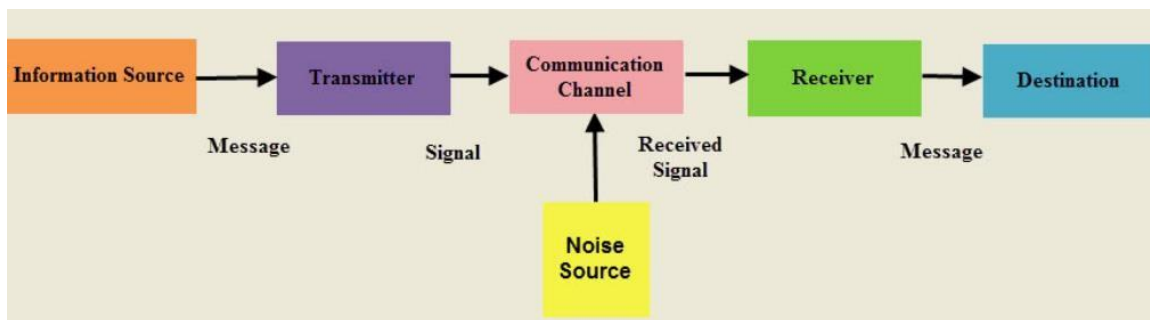 Information Source
Transmitter
Communication
Channel
Receiver
Destination
Message
Signal
Received
Signal
Message
Noise
Source